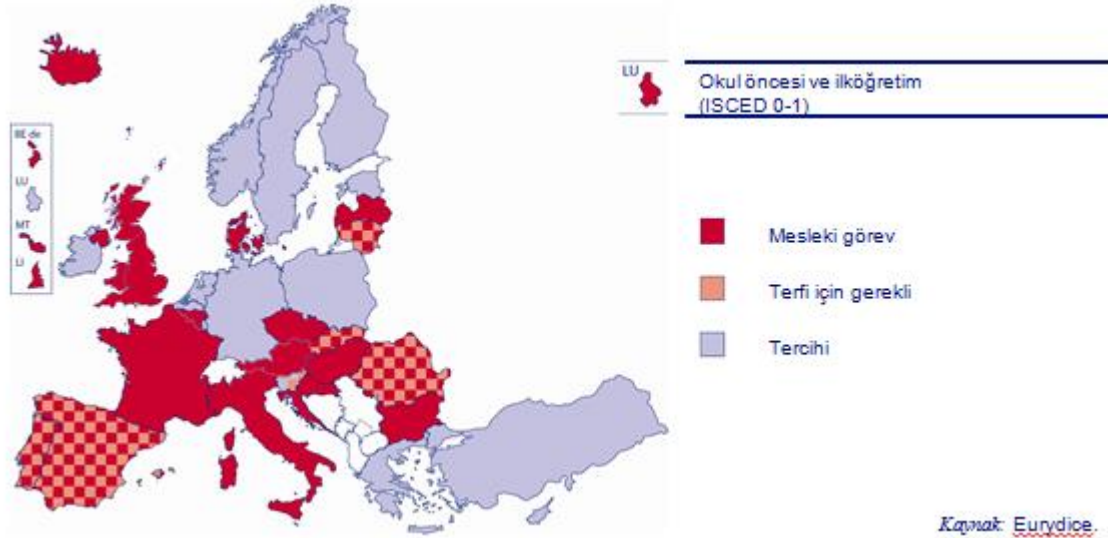 BE de
LU
MT
LI
LU
Okul öncesi ve ilköğretim
(ISCED 0-1)
Mesleki görev
Terfi için gerekli
Tercihi
Kaynak: Eurydice.